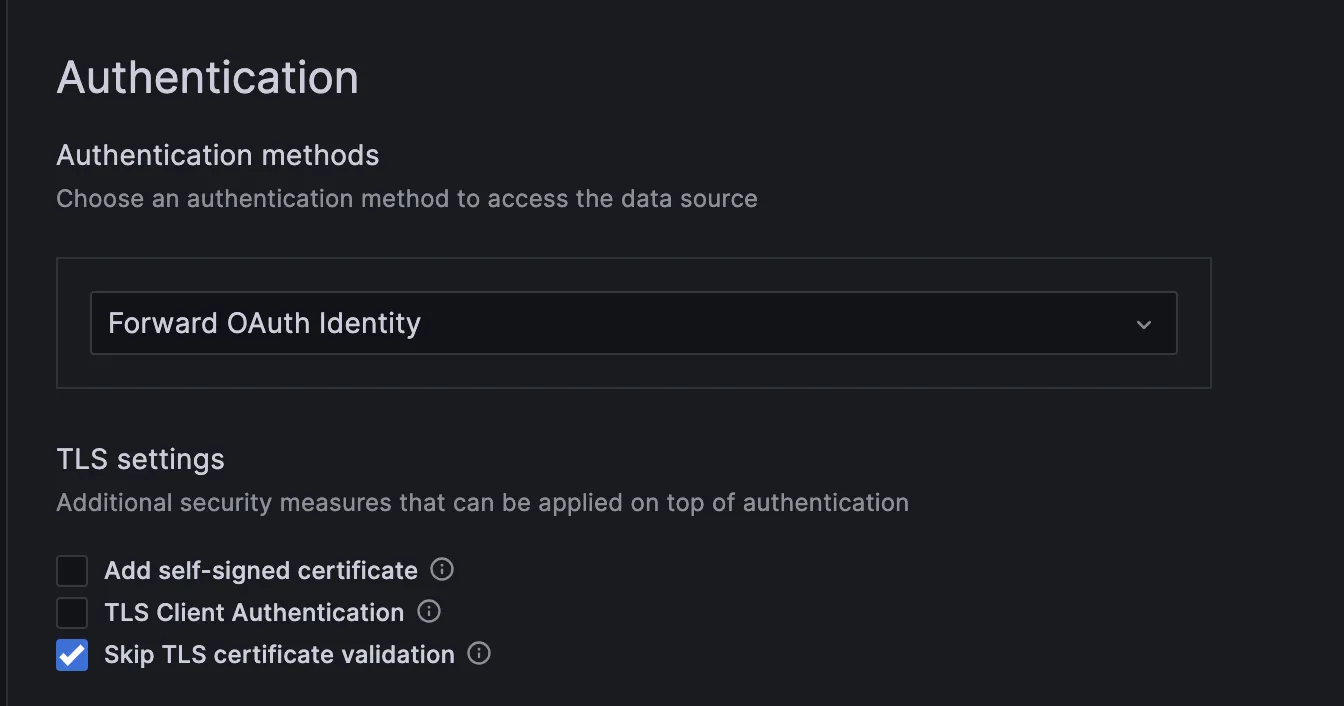 Authentication
Authentication methods
Choose an authentication method to access the data source
Forward OAuth Identity
TLS settings
Additional security measures that can be applied on top of authentication
Add self-signed certificate
TLS Client Authentication
Skip TLS certificate validation